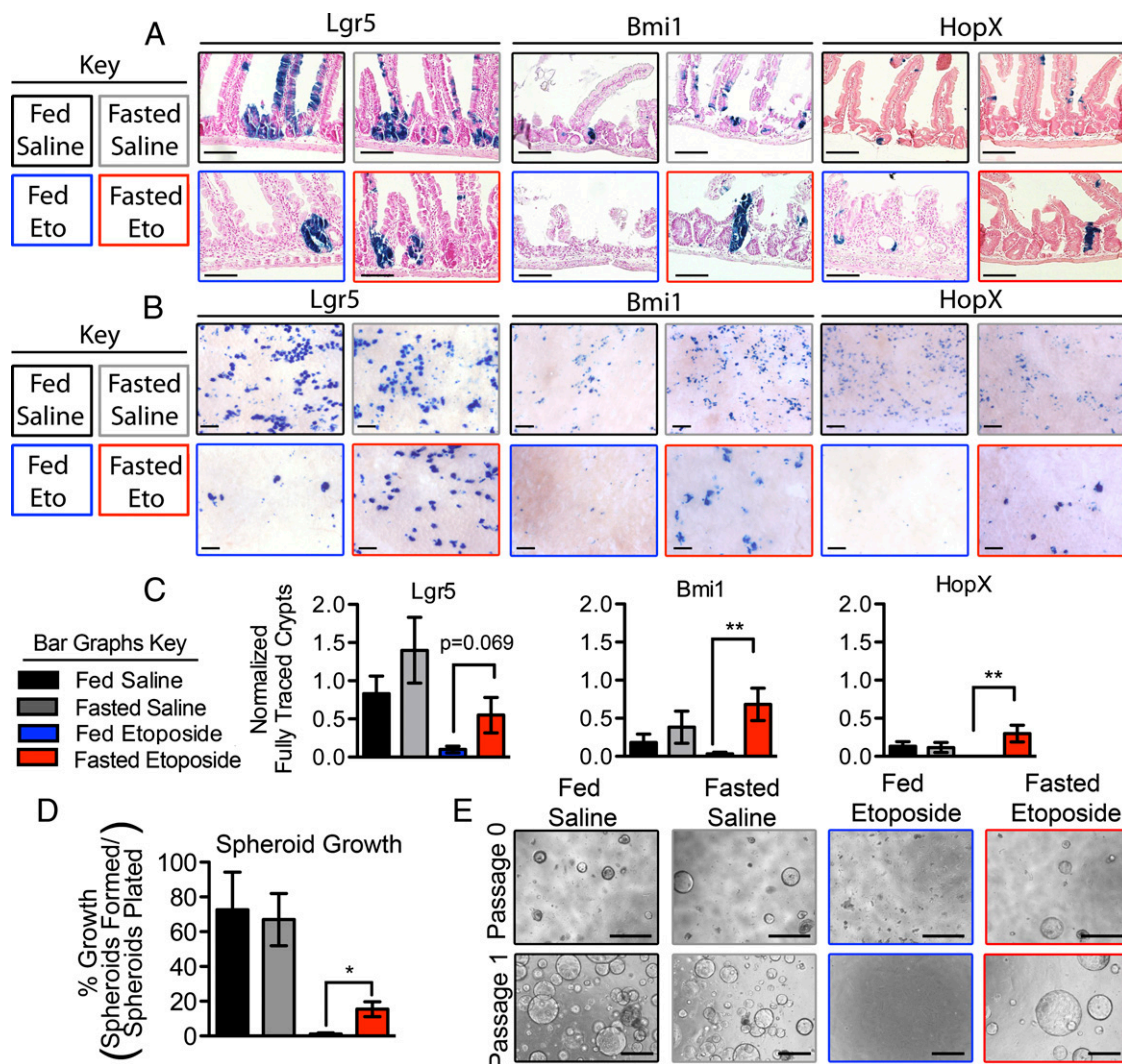 A
Lgr5
Bmi1
HopX
Key
Fed
Saline
Fasted
Saline
Fed
Eto
Fasted
Eto
B
Lgr5
Bmi1
HopX
Key
Fed
Saline
Fasted
Saline
Fed
Eto
Fasted
Eto
C
Bar Graphs Key
Fed Saline
Fasted Saline
Fed Etoposide
Fasted Etoposide
Lgr5
Normalized
Fully Traced Crypts
2.0
1.5
1.0
0.5
0.0
p=0.069
Bmi1
2.0
1.5
1.0
0.5
0.0
**
HopX
2.0
1.5
1.0
0.5
0.0
**
D
Spheroid Growth
% Growth
(Spheroids Formed/
Spheroids Plated)
100
80
60
40
20
0
*
E
Fed
Saline
Fasted
Saline
Fed
Etoposide
Fasted
Etoposide
Passage 0
Passage 1